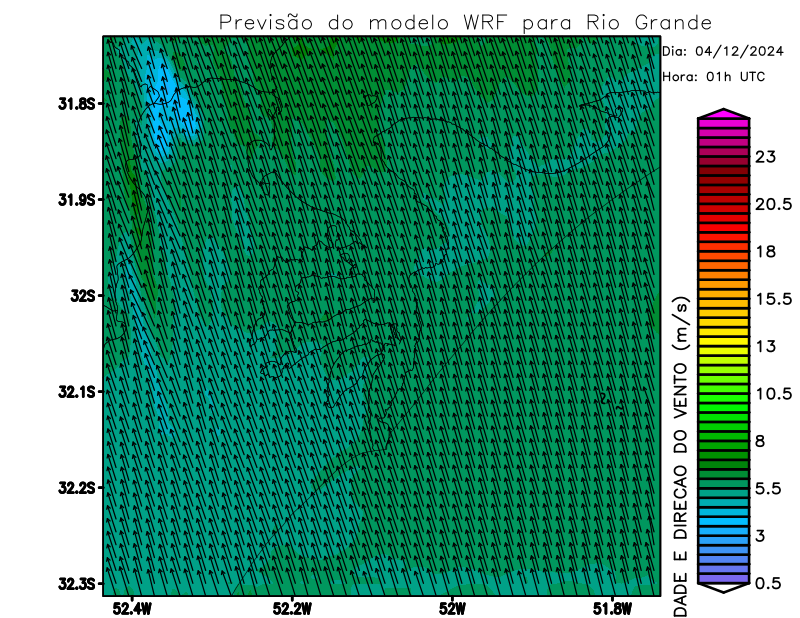 Previsão do modelo WRF para Rio Grande
Dia: 04/12/2024
Hora: 01h UTC
31.8S
31.9S
32S
32.1S
32.2S
32.3S
52.4W
52.2W
52W
51.8W
DADE E DIRECAO DO VENTO (m/s)
23
20.5
18
15.5
13
10.5
8
5.5
3
0.5